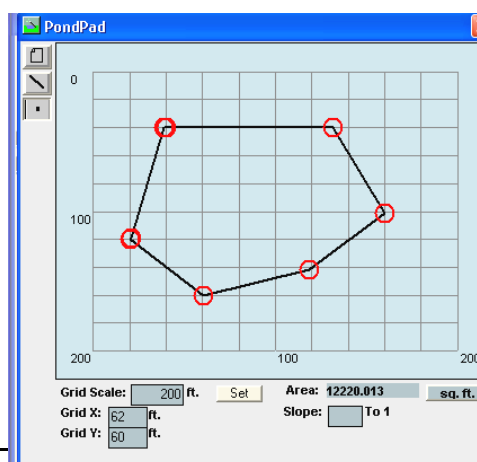 PondPad
0
100
200 100 200
Grid Scale: 200 ft. Set Area: 12220.013 sq. ft.
Grid X: 62 ft. Slope: To 1
Grid Y: 60 ft.